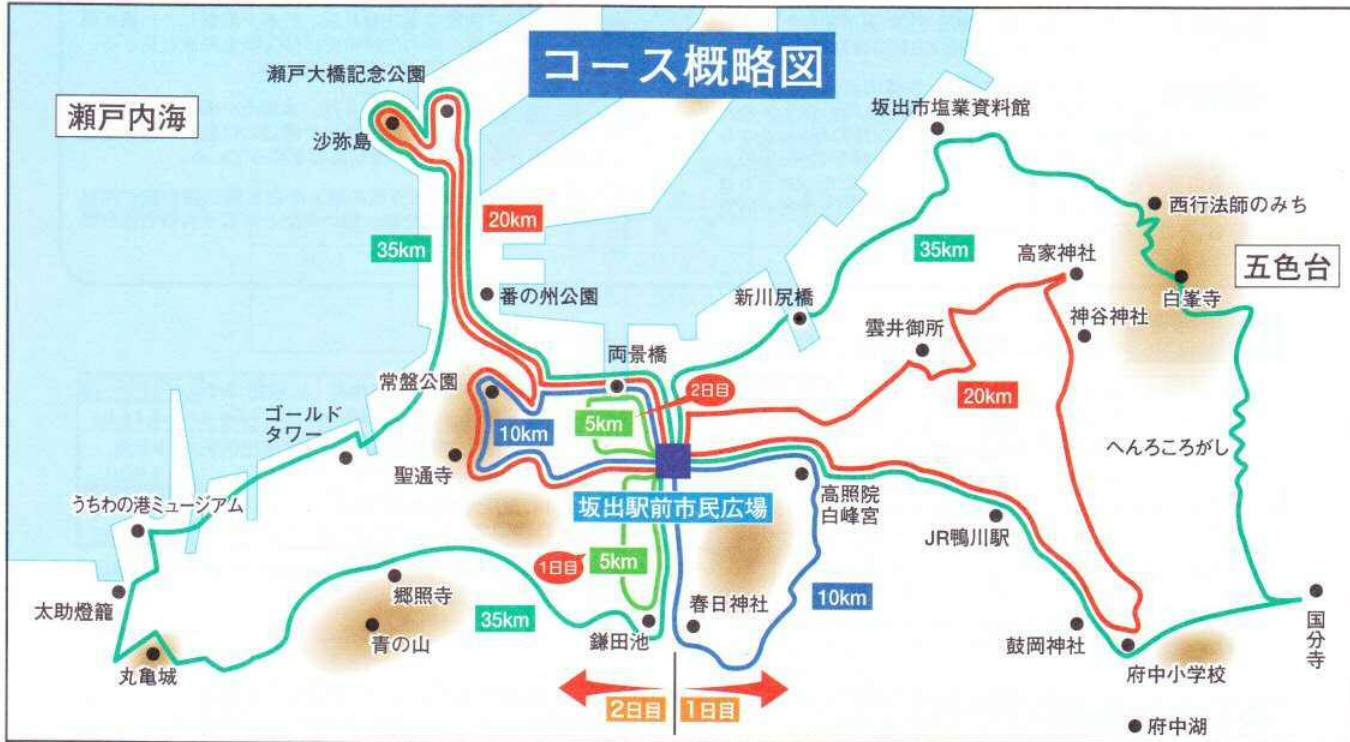 コース概略図
瀬戸内海
瀬戸大橋記念公園
沙弥島
坂出市塩業資料館
西行法師のみち
五色台
白峯寺
20km
35km
35km
高家神社
神谷神社
番の州公園
新川尻橋
雲井御所
両景橋
常盤公園
2日目
5km
10km
20km
ゴールド
タワー
聖通寺
へんろころがし
うちわの港ミュージアム
坂出駅前市民広場
高照院
白峰宮
JR鴨川駅
1日目
5km
太助燈籠
郷照寺
35km
青の山
丸亀城
鎌田池
春日神社
10km
鼓岡神社
府中小学校
国分寺
2日目
1日目
府中湖